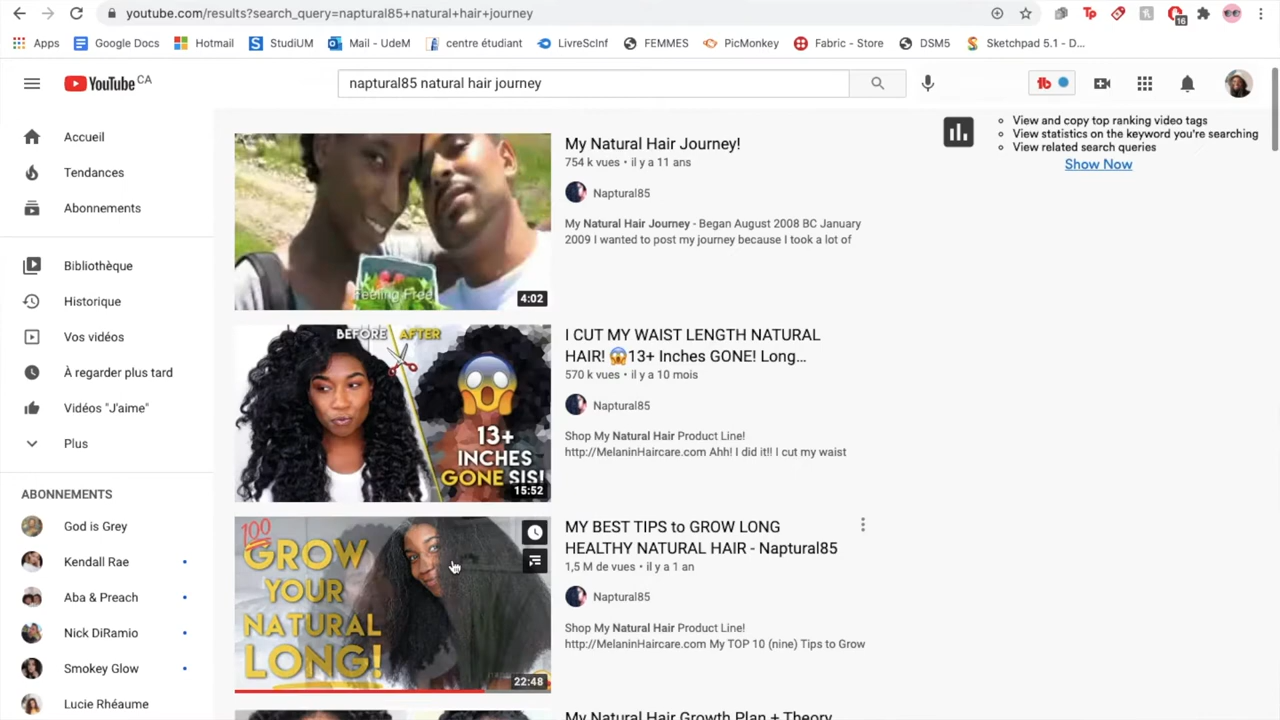 youtube.com/results?search_query=naptural85+natural+hair+journey
16
Apps Google Docs Hotmail StudiUM Mail - UdeM centre étudiant LivreScInf FEMMES PicMonkey Fabric - Store DSM5 Sketchpad 5.1 - D...
YouTube CA
naptural85 natural hair journey
Accueil
Tendances
Abonnements
Bibliothèque
Historique
Vos vidéos
À regarder plus tard
Vidéos "J'aime"
Plus
ABONNEMENTS
God is Grey
Kendall Rae
Aba & Preach
Nick DiRamio
Smokey Glow
Lucie Rhéaume
Feeling Free
4:02
My Natural Hair Journey!
754 k vues • il y a 11 ans
Naptural85
My Natural Hair Journey - Began August 2008 BC January
2009 I wanted to post my journey because I took a lot of
BEFORE AFTER
13+
INCHES
GONE SIS!
15:52
I CUT MY WAIST LENGTH NATURAL
HAIR! 😱13+ Inches GONE! Long...
570 k vues • il y a 10 mois
Naptural85
Shop My Natural Hair Product Line!
http://MelaninHaircare.com Ahh! I did it!! I cut my waist
100
GROW
YOUR
NATURAL
LONG!
22:48
MY BEST TIPS to GROW LONG
HEALTHY NATURAL HAIR - Naptural85
1,5 M de vues • il y a 1 an
Naptural85
Shop My Natural Hair Product Line!
http://MelaninHaircare.com My TOP 10 (nine) Tips to Grow
My Natural Hair Growth Plan + Theory
View and copy top ranking video tags
View statistics on the keyword you're searching
View related search queries
Show Now